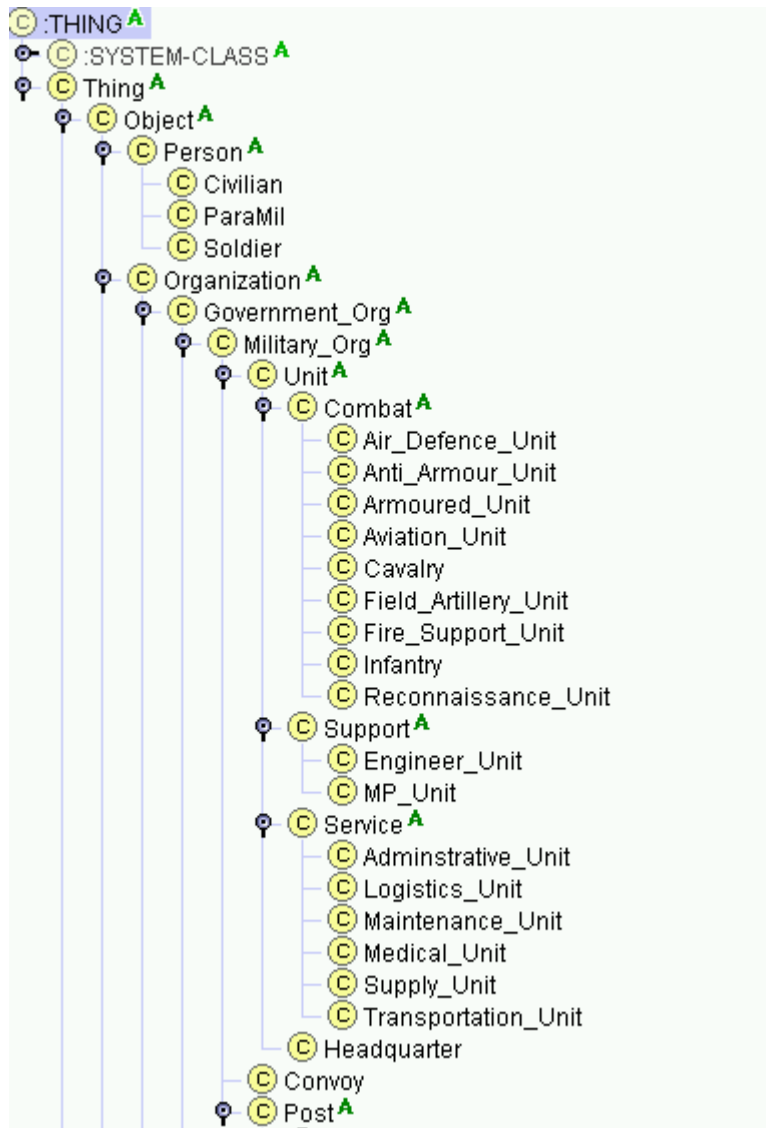 C :THING A
C :SYSTEM-CLASS A
C Thing A
C Object A
C Person A
C Civilian
C ParaMil
C Soldier
C Organization A
C Government_Org A
C Military_Org A
C Unit A
C Combat A
C Air_Defence_Unit
C Anti_Armour_Unit
C Armoured_Unit
C Aviation_Unit
C Cavalry
C Field_Artillery_Unit
C Fire_Support_Unit
C Infantry
C Reconnaissance_Unit
C Support A
C Engineer_Unit
C MP_Unit
C Service A
C Adminstrative_Unit
C Logistics_Unit
C Maintenance_Unit
C Medical_Unit
C Supply_Unit
C Transportation_Unit
C Headquarter
C Convoy
C Post A